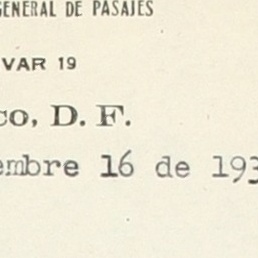 GENERAL DE PASAJES
VAR 19
co, D. F.
embre 16 de 193